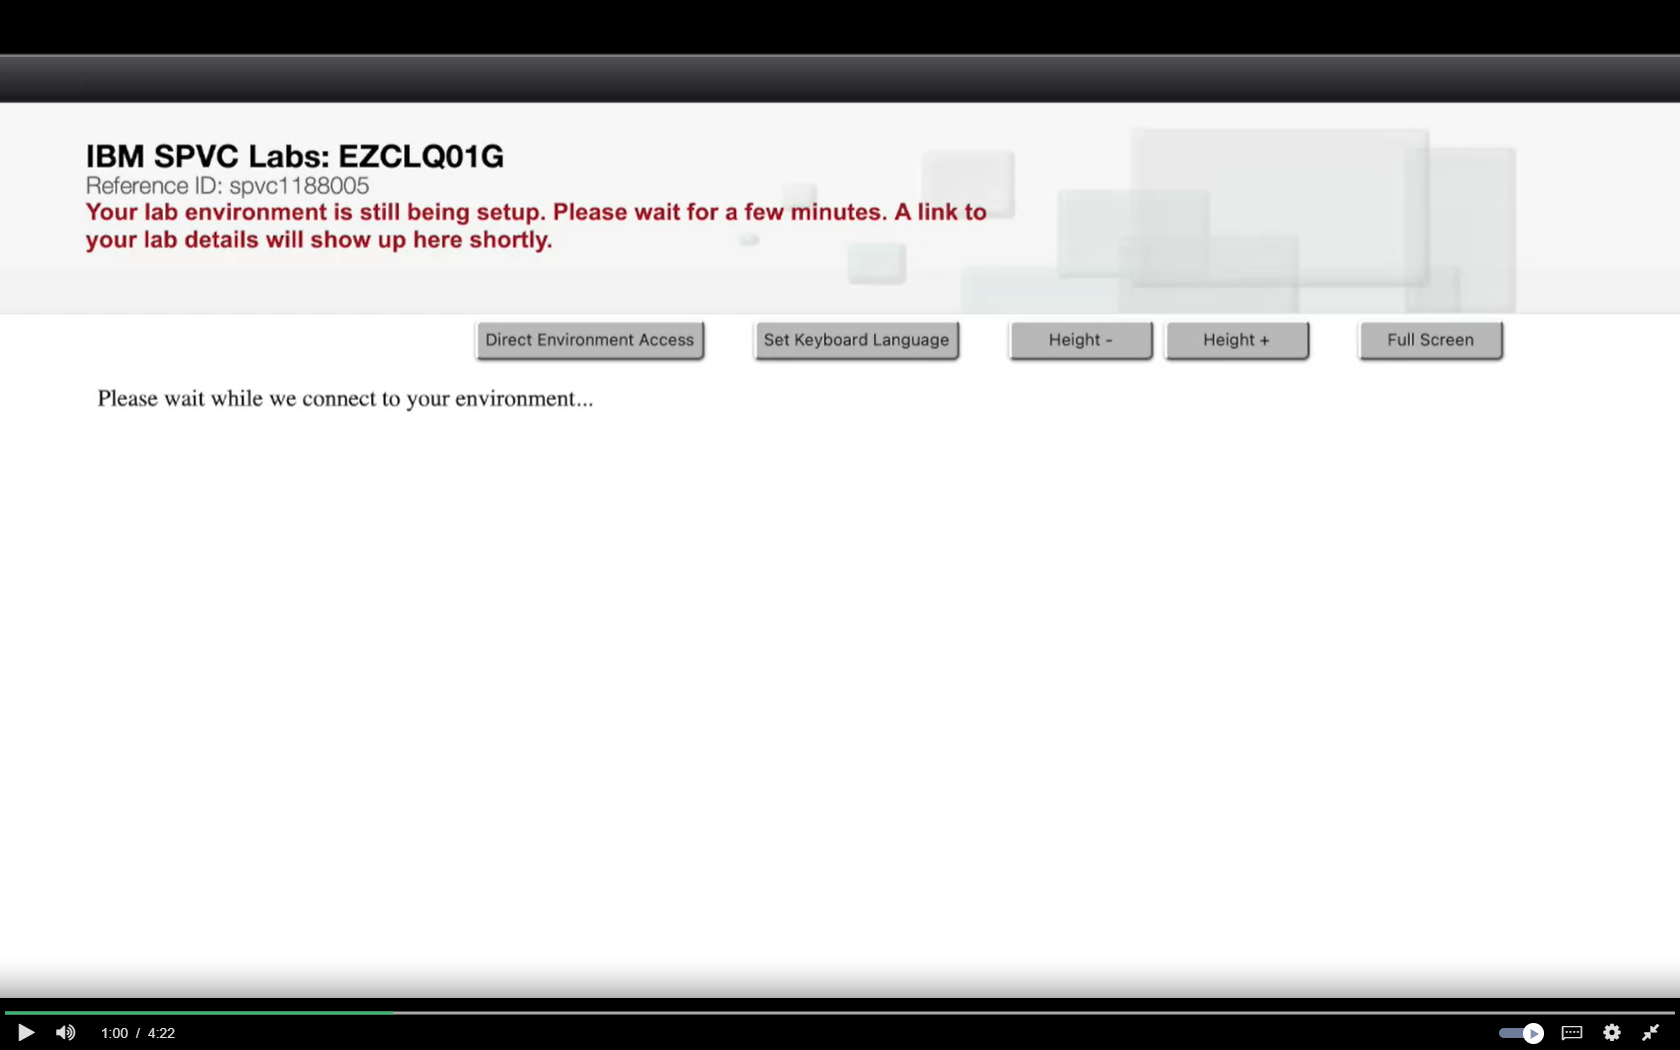 IBM SPVC Labs: EZCLQ01G
Reference ID: spvc1188005
Your lab environment is still being setup. Please wait for a few minutes. A link to
your lab details will show up here shortly.
Direct Environment Access Set Keyboard Language Height - Height + Full Screen
Please wait while we connect to your environment...
1:00 / 4:22